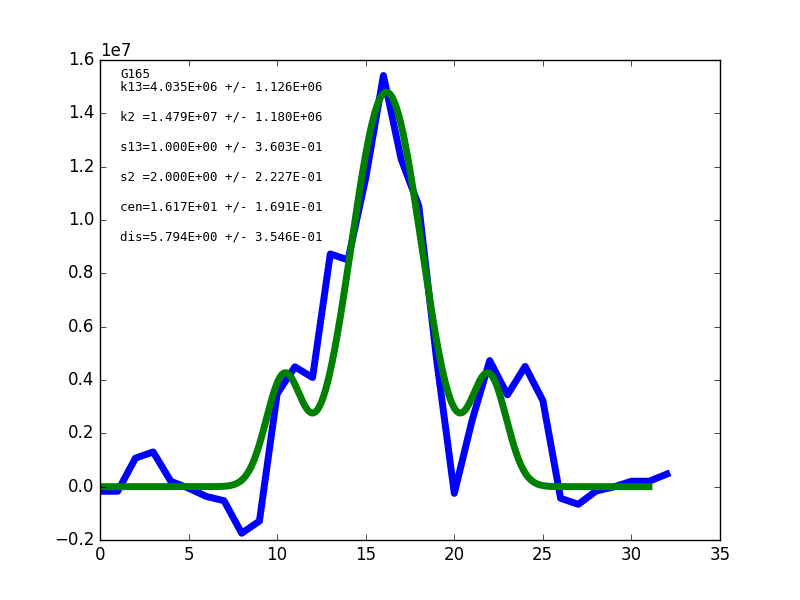 1e7
1.6
1.4
1.2
1.0
0.8
0.6
0.4
0.2
0.0
−0.2
0 5 10 15 20 25 30 35
G165
k13=4.035E+06 +/- 1.126E+06
k2 =1.479E+07 +/- 1.180E+06
s13=1.000E+00 +/- 3.603E-01
s2 =2.000E+00 +/- 2.227E-01
cen=1.617E+01 +/- 1.691E-01
dis=5.794E+00 +/- 3.546E-01